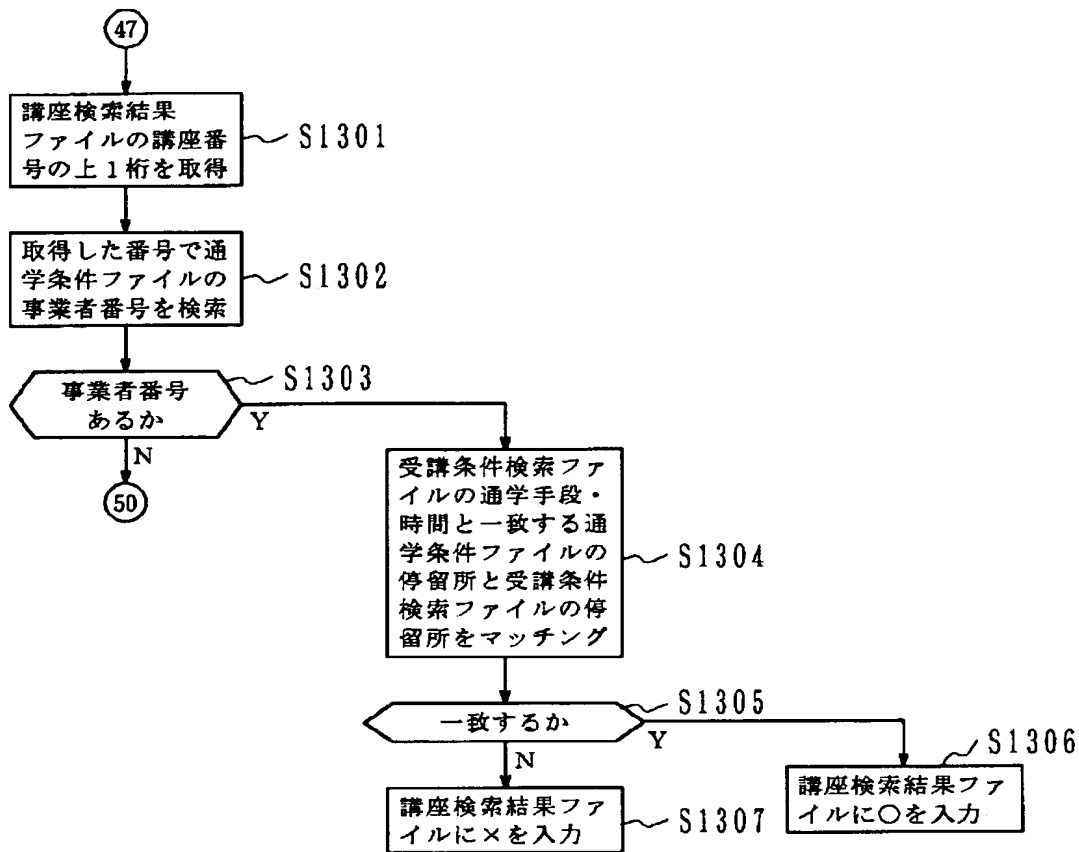 47
講座検索結果
ファイルの講座番
号の上1桁を取得
S1301
取得した番号で通
学条件ファイルの
事業者番号を検索
S1302
事業者番号
あるか
S1303
Y
N
50
受講条件検索ファ
イルの通学手段・
時間と一致する通
学条件ファイルの
停留所と受講条件
検索ファイルの停
留所をマッチング
S1304
一致するか
S1305
Y
N
講座検索結果ファ
イルに○を入力
S1306
講座検索結果ファ
イルに×を入力
S1307